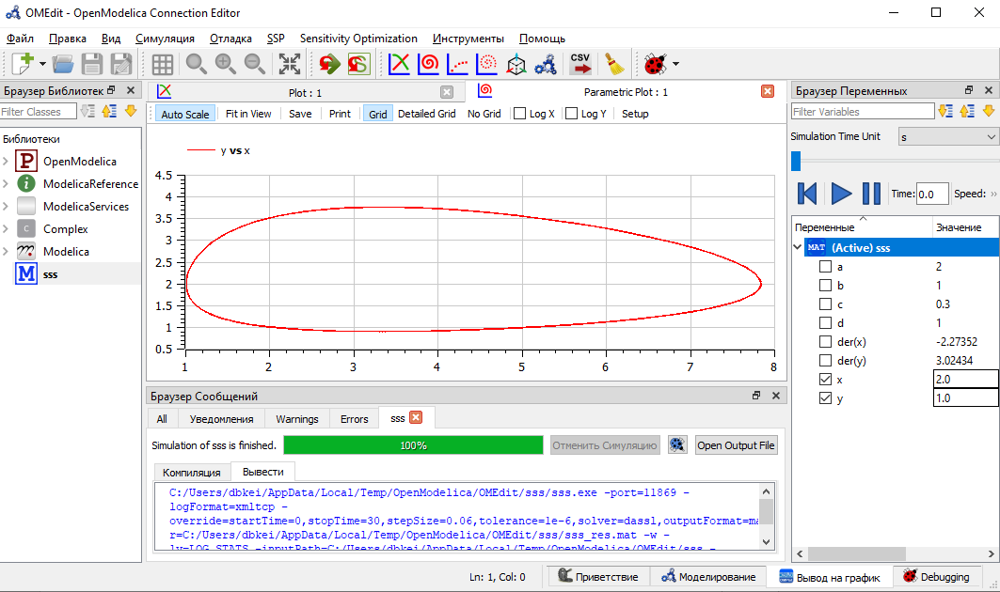 OMEdit - OpenModelica Connection Editor
Файл Правка Вид Симуляция Отладка SSP Sensitivity Optimization Инструменты Помощь
CSV
Браузер Библиотек
Filter Classes
Библиотеки
P OpenModelica
i ModelicaReference
ModelicaServices
C Complex
Modelica
M sss
Plot : 1
Parametric Plot : 1
Auto Scale Fit in View Save Print Grid Detailed Grid No Grid Log X Log Y Setup
y vs x
4.5
4
3.5
3
2.5
2
1.5
1
0.5
1 2 3 4 5 6 7 8
Браузер Сообщений
All Уведомления Warnings Errors sss
Simulation of sss is finished. 100% Отменить Симуляцию Open Output File
Компиляция Вывести
C:/Users/dbkei/AppData/Local/Temp/OpenModelica/OMEdit/sss/sss.exe -port=11869 -
logFormat=xmltcp -
override=startTime=0,stopTime=30,stepSize=0.06,tolerance=1e-6,solver=dassl,outputFormat=ma
r=C:/Users/dbkei/AppData/Local/Temp/OpenModelica/OMEdit/sss/sss_res.mat -w -
lv=LOG_STATS -inputPath=C:/Users/dbkei/AppData/Local/Temp/OpenModelica/OMEdit/sss -
Браузер Переменных
Filter Variables
Simulation Time Unit s
Time: 0.0 Speed: »
Переменные Значение
MAT (Active) sss
a 2
b 1
c 0.3
d 1
der(x) -2.27352
der(y) 3.02434
x 2.0
y 1.0
Ln: 1, Col: 0 Приветствие Моделирование Вывод на график Debugging